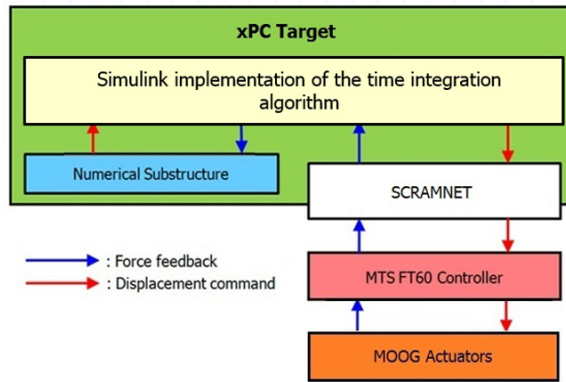 xPC Target
Simulink implementation of the time integration
algorithm
Numerical Substructure
SCRAMNET
: Force feedback
: Displacement command
MTS FT60 Controller
MOOG Actuators